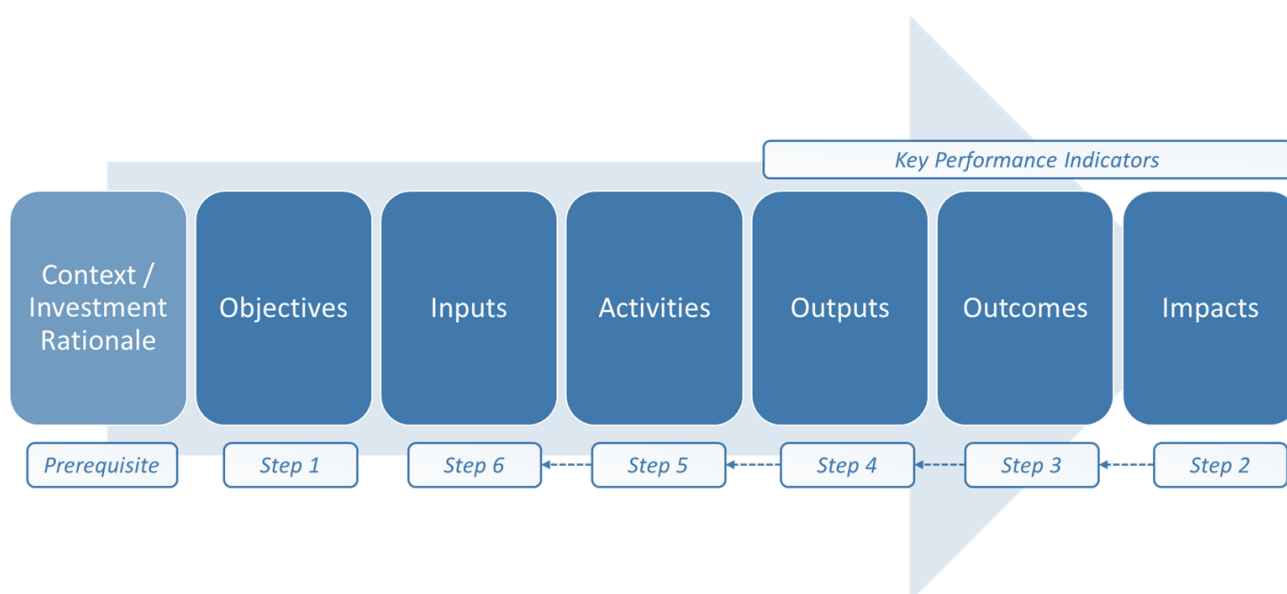 Key Performance Indicators
Context /
Investment
Rationale
Objectives
Inputs
Activities
Outputs
Outcomes
Impacts
Prerequisite
Step 1
Step 6
Step 5
Step 4
Step 3
Step 2